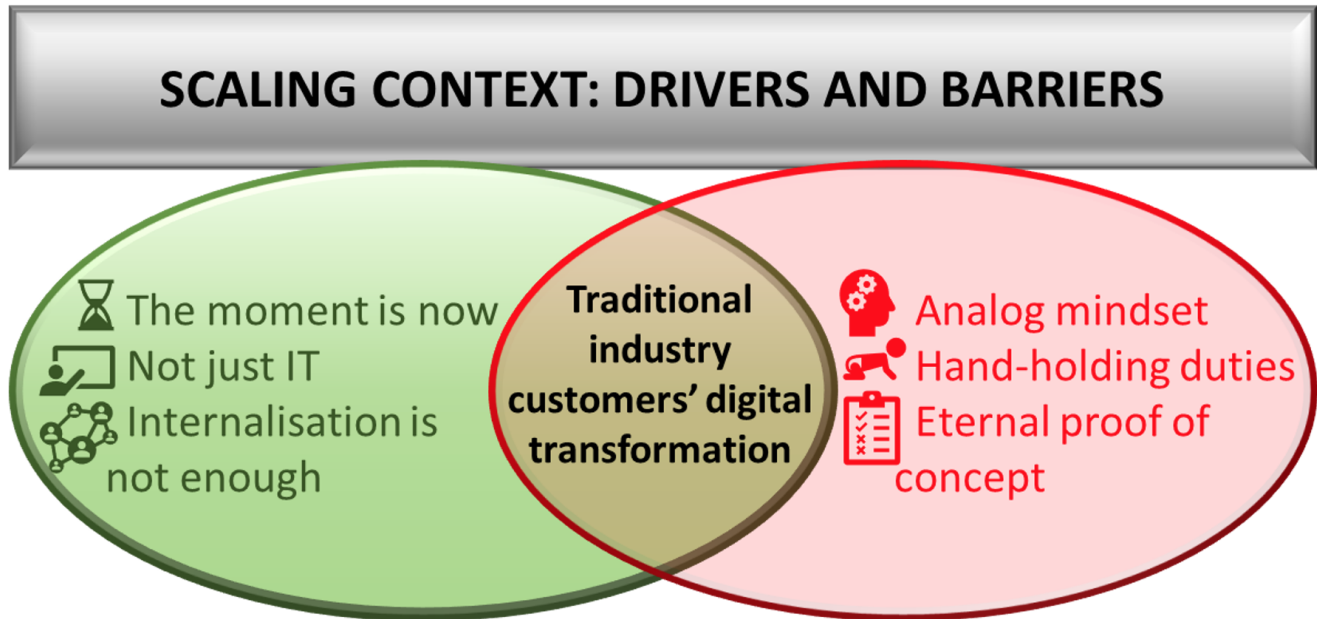 SCALING CONTEXT: DRIVERS AND BARRIERS
The moment is now
Not just IT
Internalisation is
not enough
Traditional
industry
customers’ digital
transformation
Analog mindset
Hand-holding duties
Eternal proof of
concept